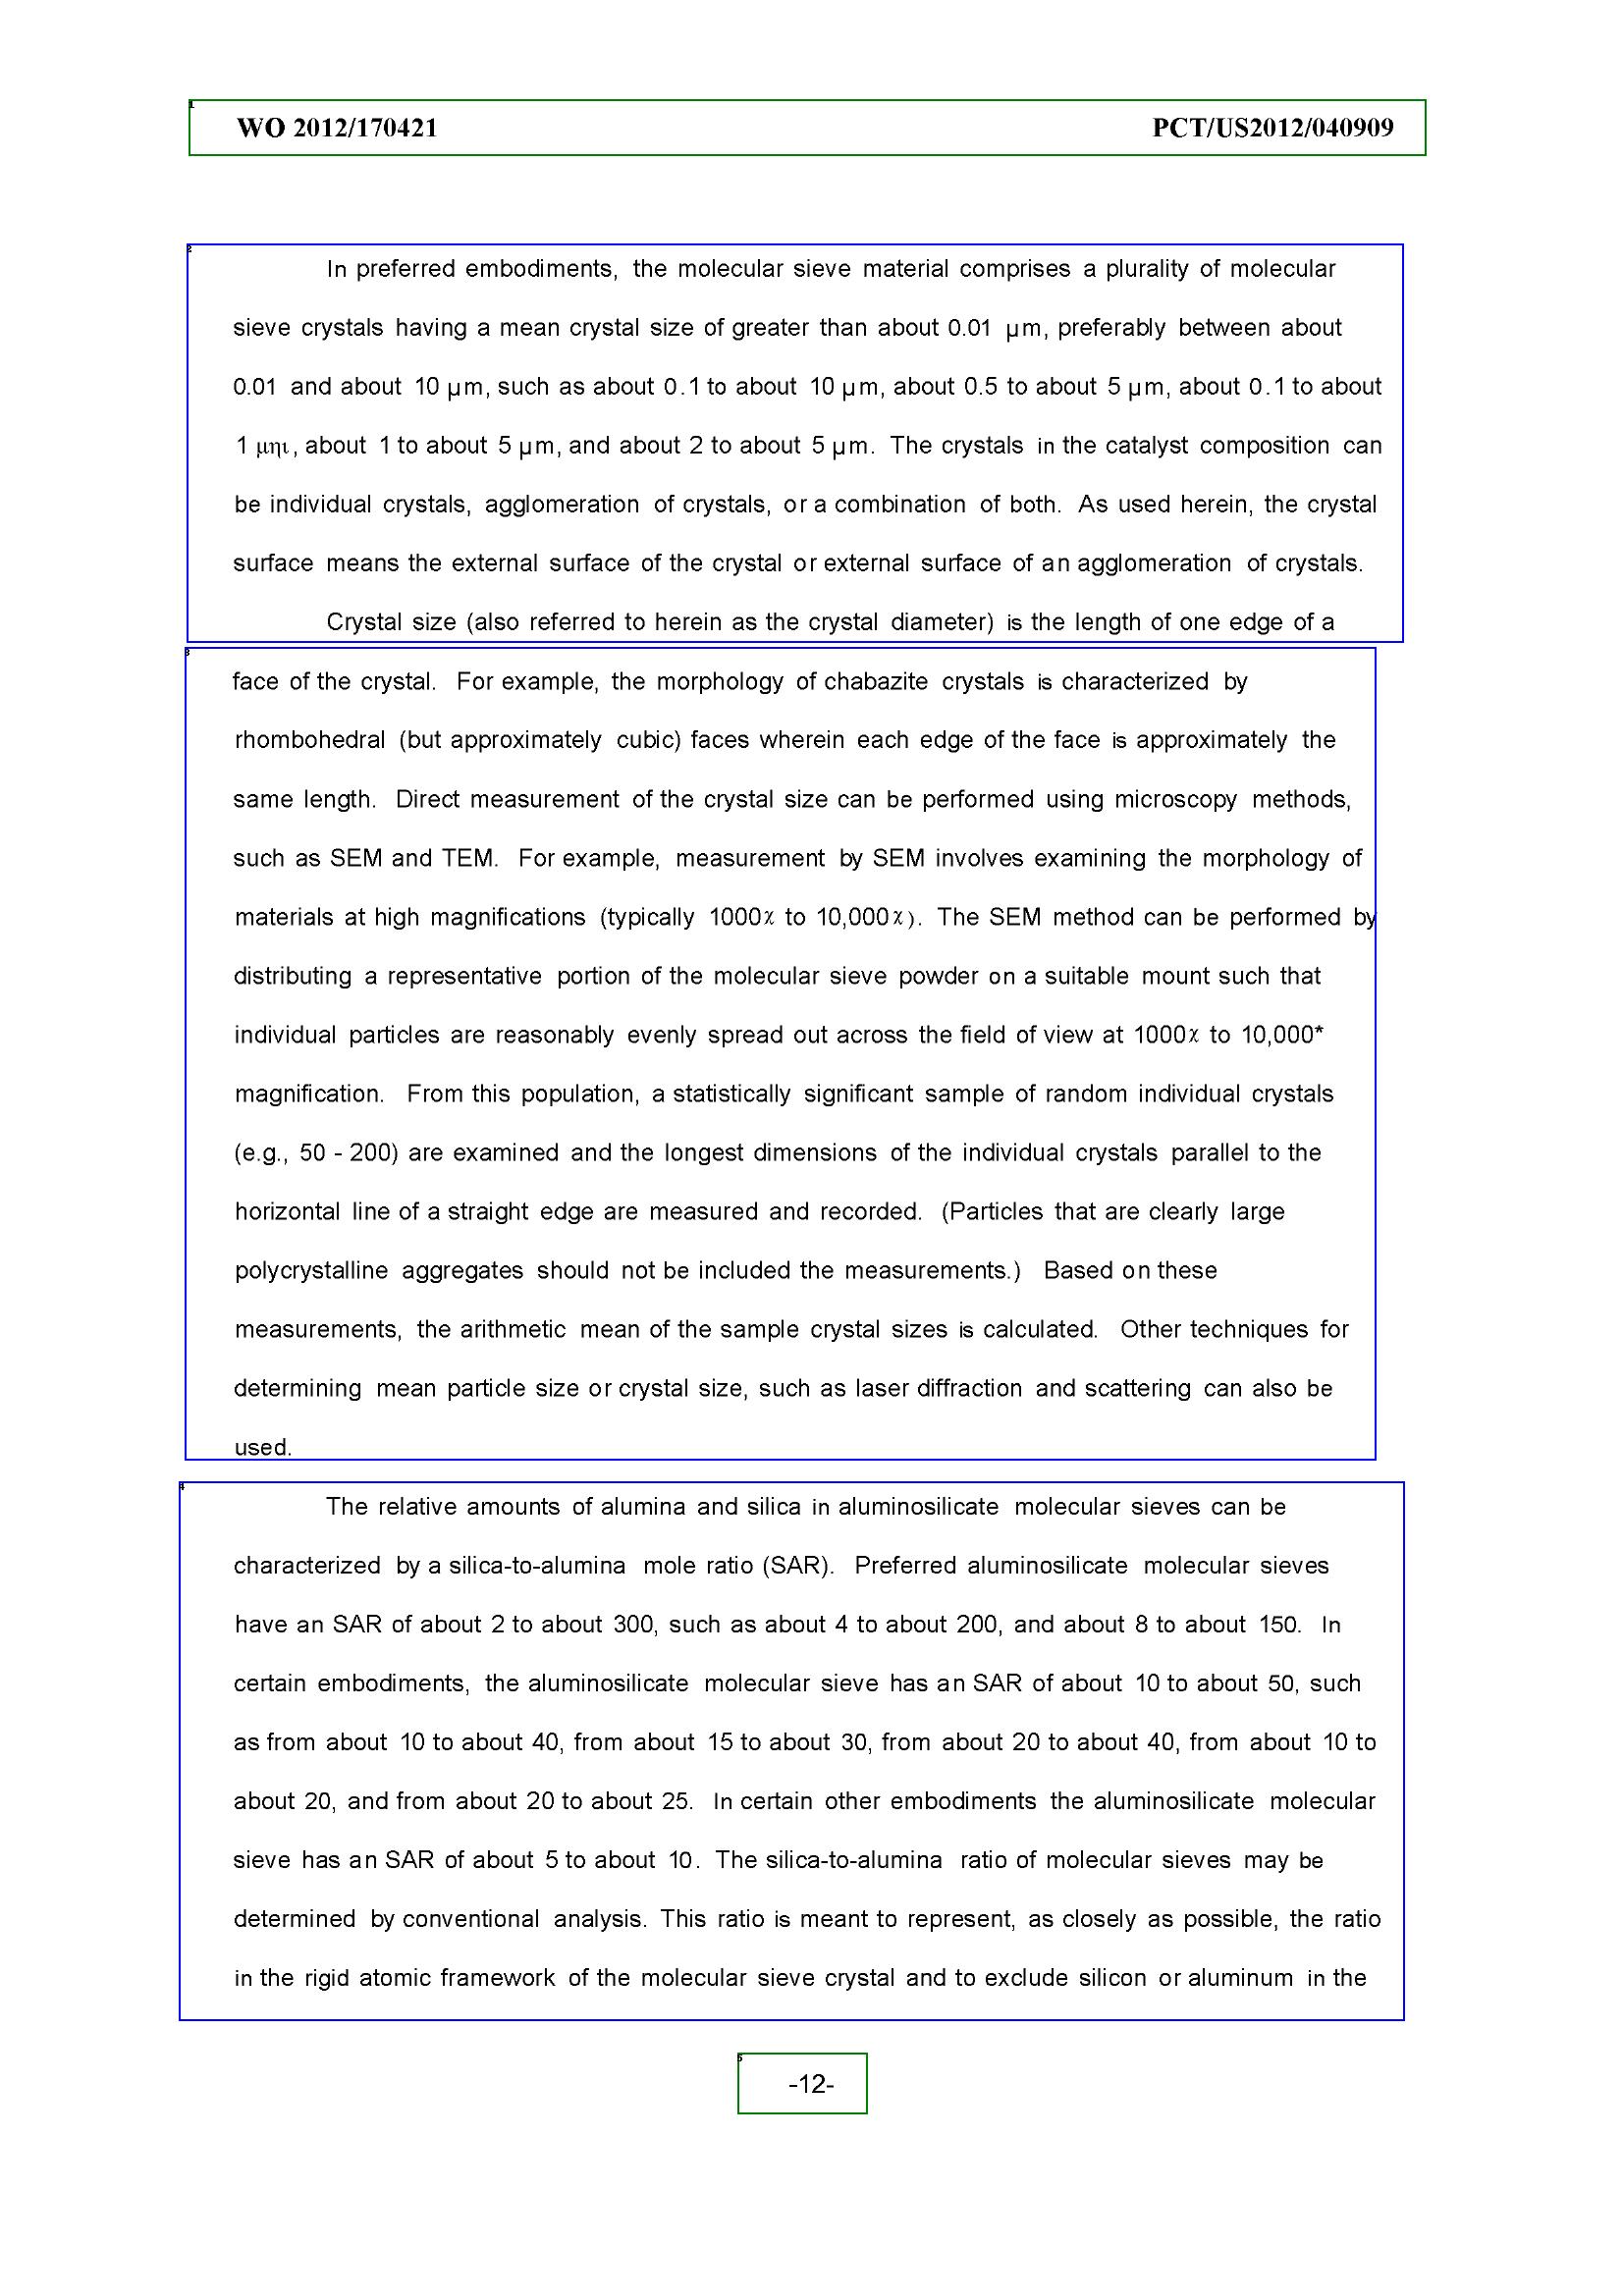 WO 2012/170421 PCT/US2012/040909
In preferred embodiments, the molecular sieve material comprises a plurality of molecular
sieve crystals having a mean crystal size of greater than about 0.01 µm, preferably between about
0.01 and about 10 µm, such as about 0.1 to about 10 µm, about 0.5 to about 5 µm, about 0.1 to about
1 μηι, about 1 to about 5 µm, and about 2 to about 5 µm. The crystals in the catalyst composition can
be individual crystals, agglomeration of crystals, or a combination of both. As used herein, the crystal
surface means the external surface of the crystal or external surface of an agglomeration of crystals.
Crystal size (also referred to herein as the crystal diameter) is the length of one edge of a
face of the crystal. For example, the morphology of chabazite crystals is characterized by
rhombohedral (but approximately cubic) faces wherein each edge of the face is approximately the
same length. Direct measurement of the crystal size can be performed using microscopy methods,
such as SEM and TEM. For example, measurement by SEM involves examining the morphology of
materials at high magnifications (typically 1000χ to 10,000χ). The SEM method can be performed by
distributing a representative portion of the molecular sieve powder on a suitable mount such that
individual particles are reasonably evenly spread out across the field of view at 1000χ to 10,000*
magnification. From this population, a statistically significant sample of random individual crystals
(e.g., 50 - 200) are examined and the longest dimensions of the individual crystals parallel to the
horizontal line of a straight edge are measured and recorded. (Particles that are clearly large
polycrystalline aggregates should not be included the measurements.) Based on these
measurements, the arithmetic mean of the sample crystal sizes is calculated. Other techniques for
determining mean particle size or crystal size, such as laser diffraction and scattering can also be
used.
The relative amounts of alumina and silica in aluminosilicate molecular sieves can be
characterized by a silica-to-alumina mole ratio (SAR). Preferred aluminosilicate molecular sieves
have an SAR of about 2 to about 300, such as about 4 to about 200, and about 8 to about 150. In
certain embodiments, the aluminosilicate molecular sieve has an SAR of about 10 to about 50, such
as from about 10 to about 40, from about 15 to about 30, from about 20 to about 40, from about 10 to
about 20, and from about 20 to about 25. In certain other embodiments the aluminosilicate molecular
sieve has an SAR of about 5 to about 10. The silica-to-alumina ratio of molecular sieves may be
determined by conventional analysis. This ratio is meant to represent, as closely as possible, the ratio
in the rigid atomic framework of the molecular sieve crystal and to exclude silicon or aluminum in the
-12-